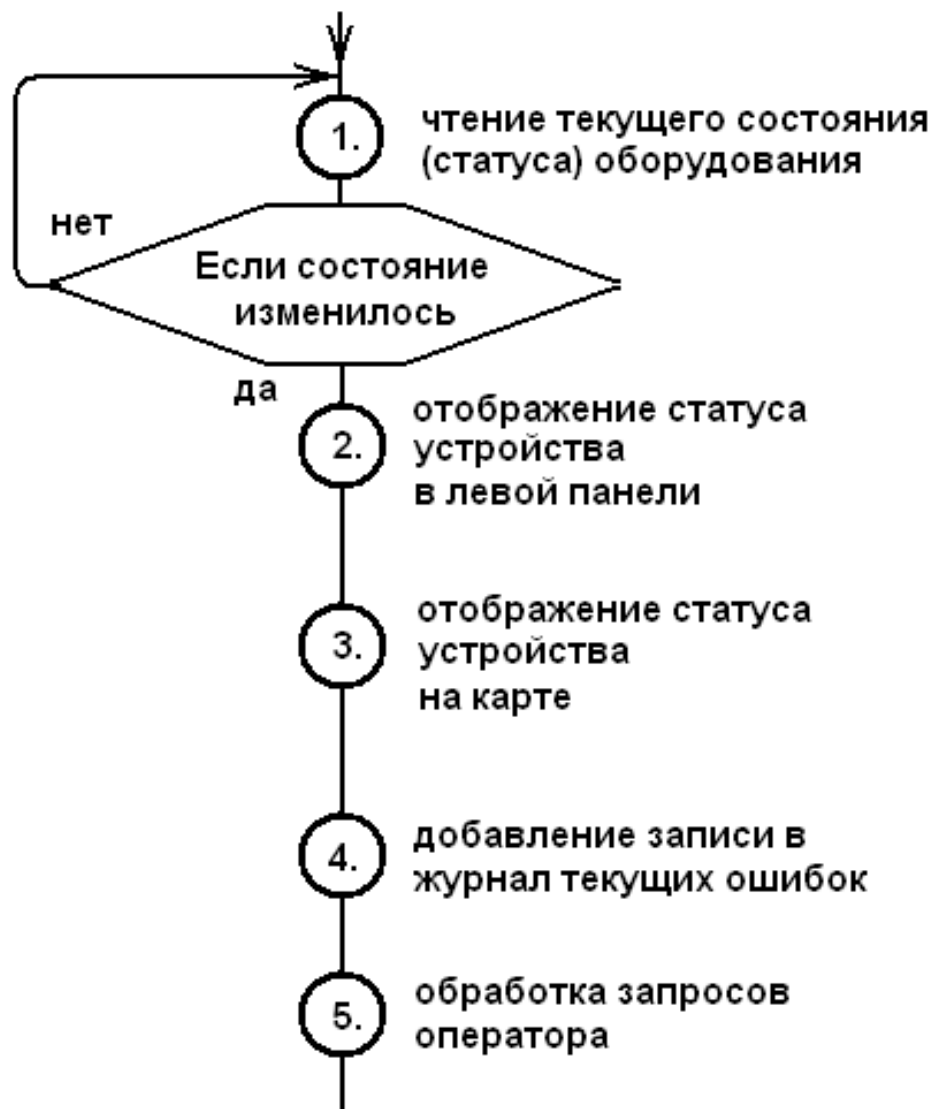 1.
чтение текущего состояния
(статуса) оборудования
нет
Если состояние
изменилось
да
2.
отображение статуса
устройства
в левой панели
3.
отображение статуса
устройства
на карте
4.
добавление записи в
журнал текущих ошибок
5.
обработка запросов
оператора